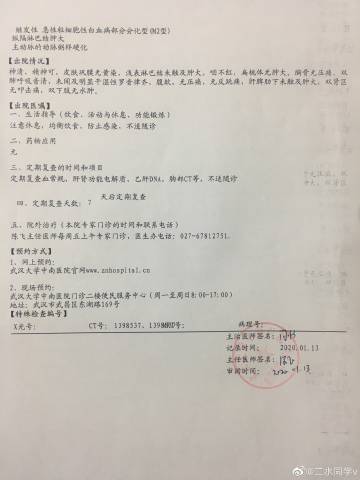 继发性 急性粒细胞性白血病部分分化型(M2型)
纵隔淋巴结肿大
主动脉的动脉粥样硬化
【出院情况】
神清，精神可，皮肤巩膜无黄染，浅表淋巴结未触及肿大，咽不红，扁桃体无肿大，胸骨无压痛，双
肺呼吸音清，未闻及明显干湿性罗音，腹软，无压痛，无反跳痛，肝脾肋下未触及肿大，双肾区
无叩击痛，双下肢无水肿。
【出院医嘱】
一、生活指导（饮食、活动与休息、功能锻炼）
注意休息，均衡饮食，防止感染，不适随诊
二、药物应用
无
三、定期复查的时间和项目
定期复查血常规，肝肾功能电解质，乙肝DNA，胸部CT等，不适随诊
四、定期复查天数：7 天后定期复查
五、院外治疗（本院专家门诊的时间和联系电话）
陈飞主任医师每周五上午专家门诊，医生办电话：027-67812751.
【预约方式】
1、网上预约：
武汉大学中南医院官网www.znhospital.cn
2、现场预约：
武汉大学中南医院门诊二楼便民服务中心（周一至周日8:00-17:00）
地址：武汉市武昌区东湖路169号
【特殊检查编号】
X光号： CT号：1398537、1398 MRI号： 病理号：
主治医师签名：
记录时间：2020.01.13
主任医师签名：
审阅时间：2020.1.13
@二水同学v